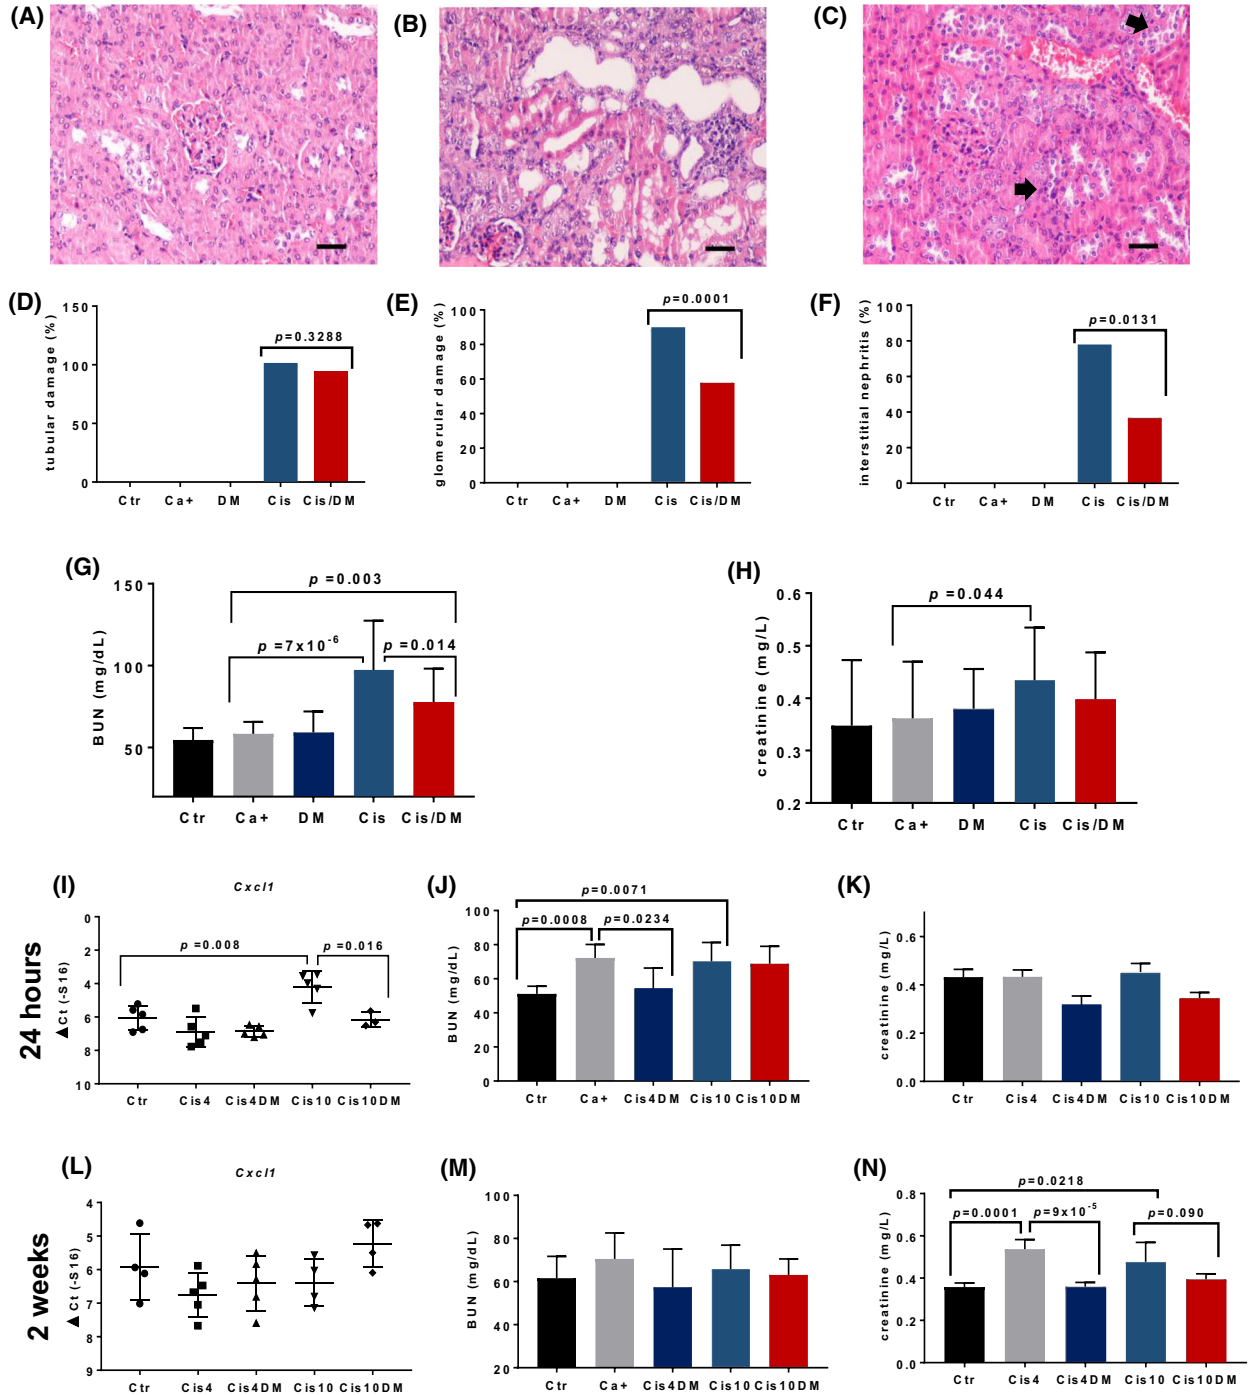 (A)
(B)
(C)
(D)
tubular damage (%)
150
100
50
0
p=0.3288
Ctr Ca+ DM Cis Cis/DM
(E)
glomerular damage (%)
100
80
60
40
20
0
p=0.0001
Ctr Ca+ DM Cis Cis/DM
(F)
interstitial nephritis (%)
100
80
60
40
20
0
p=0.0131
Ctr Ca+ DM Cis Cis/DM
(G)
BUN (mg/dL)
150
100
50
p =0.003
p =7x10-6
p =0.014
Ctr Ca+ DM Cis Cis/DM
(H)
creatinine (mg/L)
0.6
0.5
0.4
0.3
0.2
p =0.044
Ctr Ca+ DM Cis Cis/DM
24 hours
(I)
Cxcl1
▲Ct (-S16)
0
2
4
6
8
10
p =0.008
p =0.016
Ctr Cis4 Cis4DM Cis10 Cis10DM
(J)
BUN (mg/dL)
100
80
60
40
20
0
p=0.0071
p=0.0008
p=0.0234
Ctr Ca+ Cis4DM Cis10 Cis10DM
(K)
creatinine (mg/L)
0.6
0.4
0.2
0.0
Ctr Cis4 Cis4DM Cis10 Cis10DM
2 weeks
(L)
Cxcl1
▲Ct (-S16)
4
5
6
7
8
9
Ctr Cis4 Cis4DM Cis10 Cis10DM
(M)
BUN (mg/dL)
100
80
60
40
20
Ctr Ca+ Cis4DM Cis10 Cis10DM
(N)
creatinine (mg/L)
0.8
0.6
0.4
0.2
0.0
p=0.0218
p=0.0001
p=9x10-5
p=0.090
Ctr Cis4 Cis4DM Cis10 Cis10DM